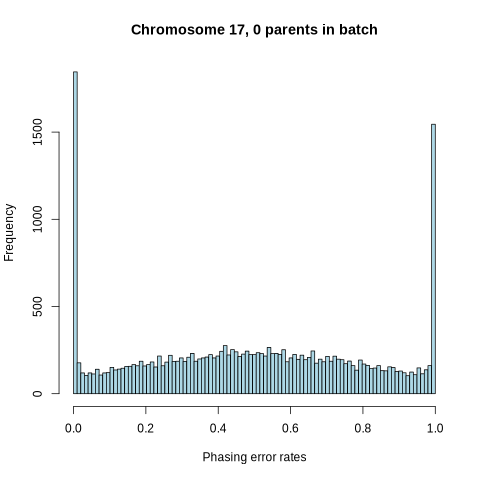 Chromosome 17, 0 parents in batch
Frequency
1500
1000
500
0
0.0 0.2 0.4 0.6 0.8 1.0
Phasing error rates